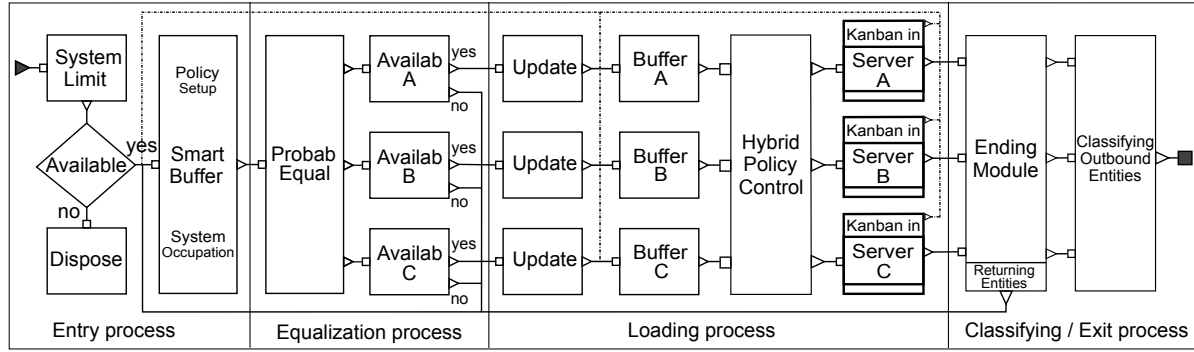 System
Limit
Available
yes
no
Dispose
Policy
Setup
Smart
Buffer
System
Occupation
Probab
Equal
Availab
A
yes
no
Availab
B
yes
no
Availab
C
yes
no
Update
Update
Update
Buffer
A
Buffer
B
Buffer
C
Hybrid
Policy
Control
Kanban in
Server
A
Kanban in
Server
B
Kanban in
Server
C
Ending
Module
Returning
Entities
Classifying
Outbound
Entities
Entry process
Equalization process
Loading process
Classifying / Exit process